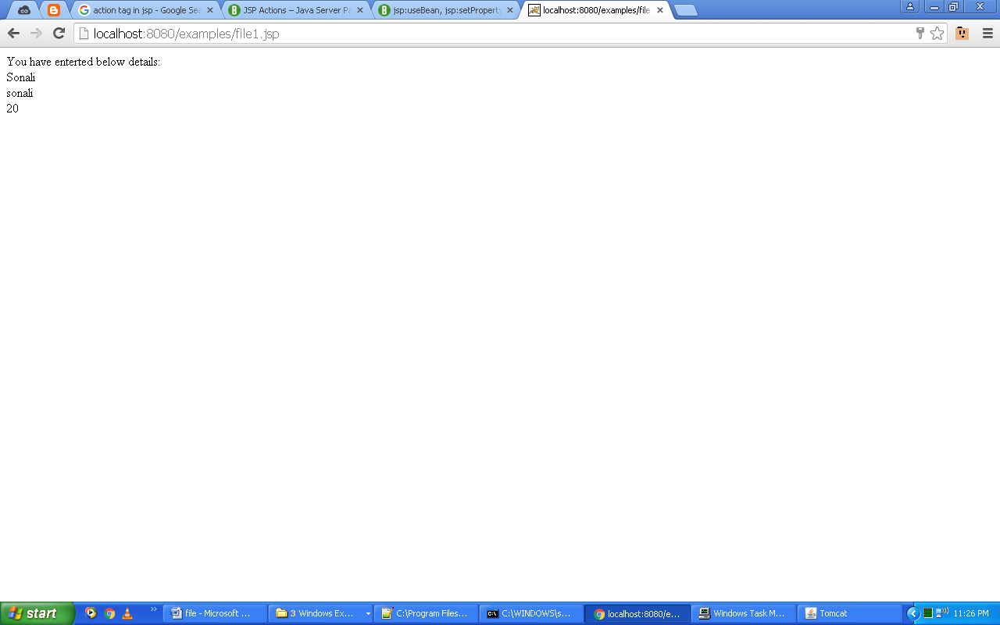 action tag in jsp - Google Sea
JSP Actions – Java Server Pa
jsp:useBean, jsp:setProperty
localhost:8080/examples/file
localhost:8080/examples/file1.jsp
You have enterted below details:
Sonali
sonali
20
start
file - Microsoft ...
3 Windows Ex...
C:\Program Files...
C:\WINDOWS\s...
localhost:8080/e...
Windows Task M...
Tomcat
11:26 PM